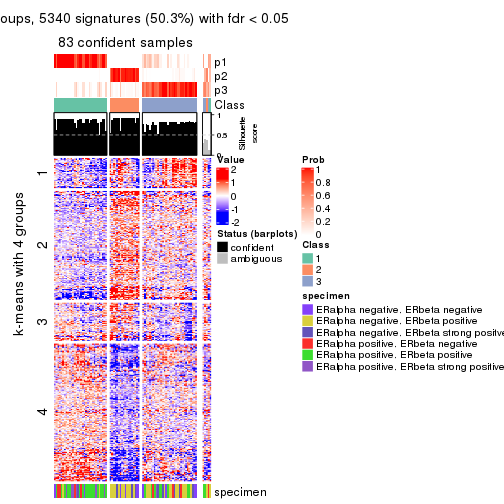 oups, 5340 signatures (50.3%) with fdr < 0.05
83 confident samples
p1
p2
p3
Class
1
0.5
0
Silhouette
score
k-means with 4 groups
1
2
3
4
specimen
Value
2
1
0
-1
-2
Status (barplots)
confident
ambiguous
Prob
1
0.8
0.6
0.4
0.2
0
Class
1
2
3
specimen
ERalpha negative. ERbeta negative
ERalpha negative. ERbeta positive
ERalpha negative. ERbeta strong positive
ERalpha positive. ERbeta negative
ERalpha positive. ERbeta positive
ERalpha positive. ERbeta strong positive